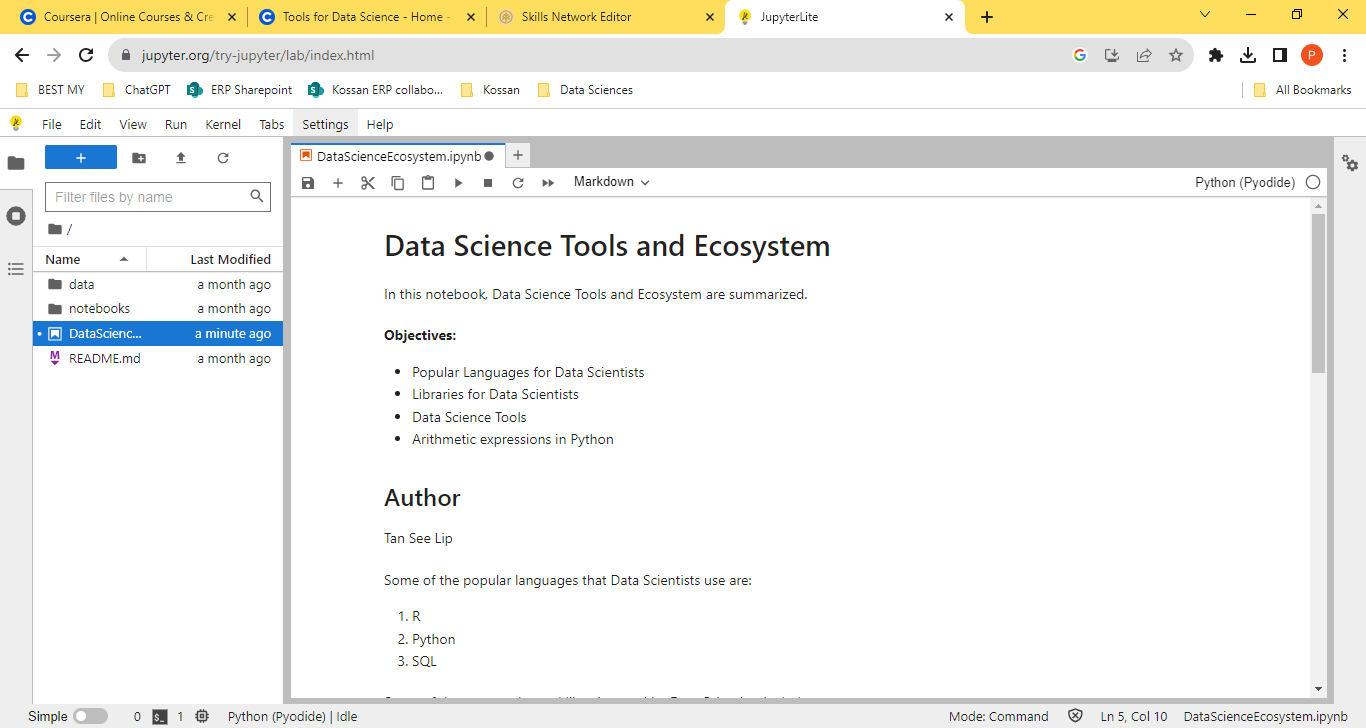 Coursera | Online Courses & Cre
Tools for Data Science - Home -
Skills Network Editor
JupyterLite
jupyter.org/try-jupyter/lab/index.html
P
BEST MY
ChatGPT
ERP Sharepoint
Kossan ERP collabo...
Kossan
Data Sciences
All Bookmarks
File Edit View Run Kernel Tabs Settings Help
DataScienceEcosystem.ipynb
Filter files by name
Markdown
Python (Pyodide)
/
Name Last Modified
data a month ago
notebooks a month ago
DataScienc... a minute ago
README.md a month ago
Data Science Tools and Ecosystem
In this notebook, Data Science Tools and Ecosystem are summarized.
Objectives:
Popular Languages for Data Scientists
Libraries for Data Scientists
Data Science Tools
Arithmetic expressions in Python
Author
Tan See Lip
Some of the popular languages that Data Scientists use are:
1. R
2. Python
3. SQL
Simple 0 1 Python (Pyodide) | Idle Mode: Command Ln 5, Col 10 DataScienceEcosystem.ipynb